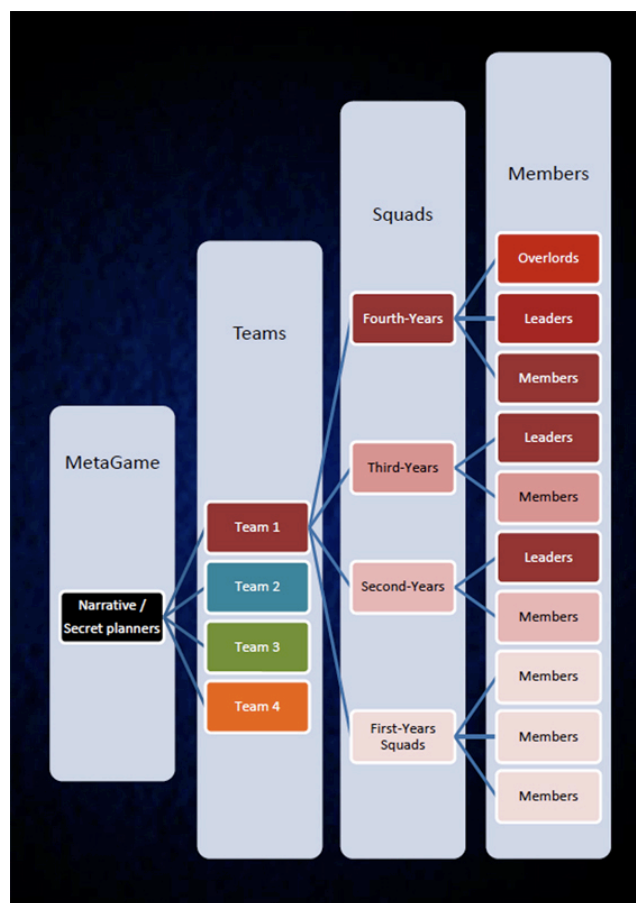 MetaGame
Narrative /
Secret planners
Teams
Team 1
Team 2
Team 3
Team 4
Squads
Fourth-Years
Third-Years
Second-Years
First-Years
Squads
Members
Overlords
Leaders
Members
Leaders
Members
Leaders
Members
Members
Members
Members